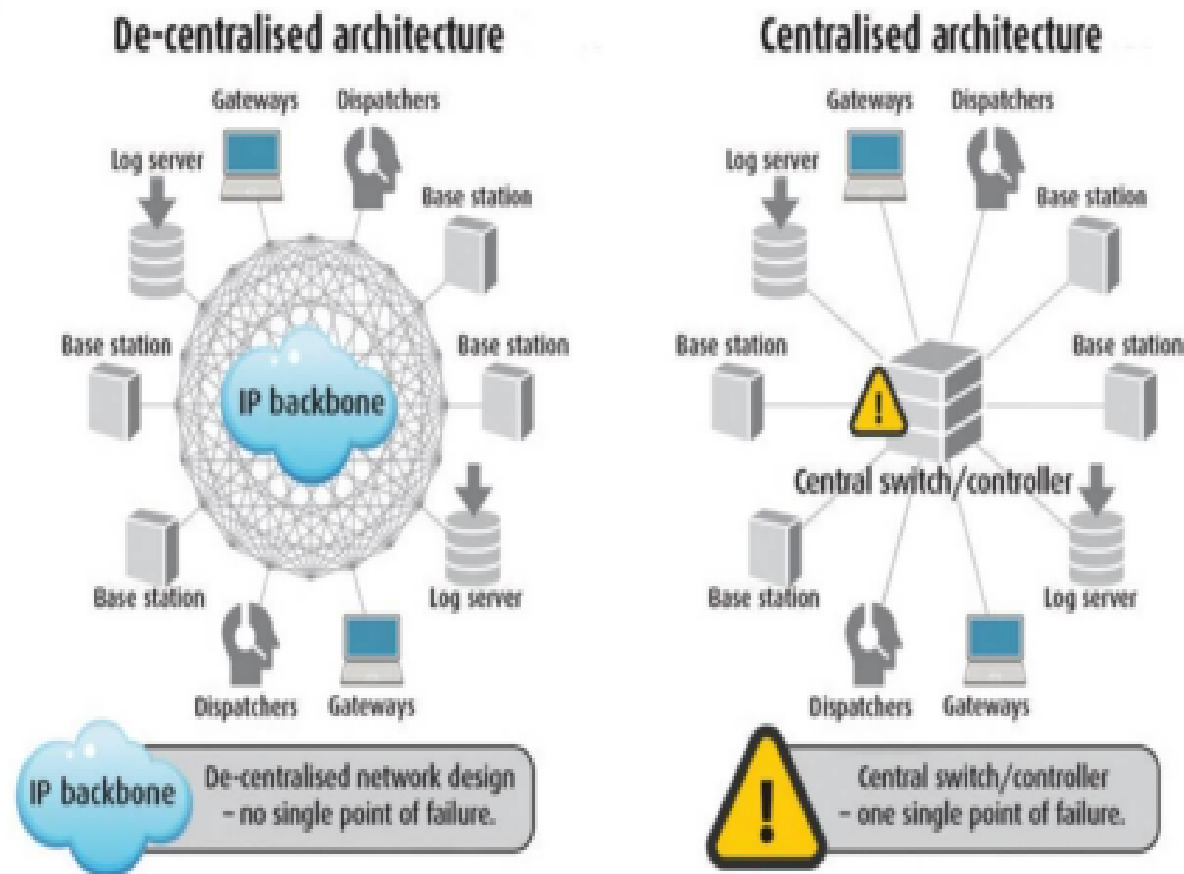 De-centralised architecture
Gateways
Dispatchers
Log server
Base station
Base station
Base station
IP backbone
Base station
Log server
Dispatchers
Gateways
IP backbone
De-centralised network design
– no single point of failure.
Centralised architecture
Gateways
Dispatchers
Log server
Base station
Base station
Base station
!
Central switch/controller
Base station
Log server
Dispatchers
Gateways
!
Central switch/controller
– one single point of failure.